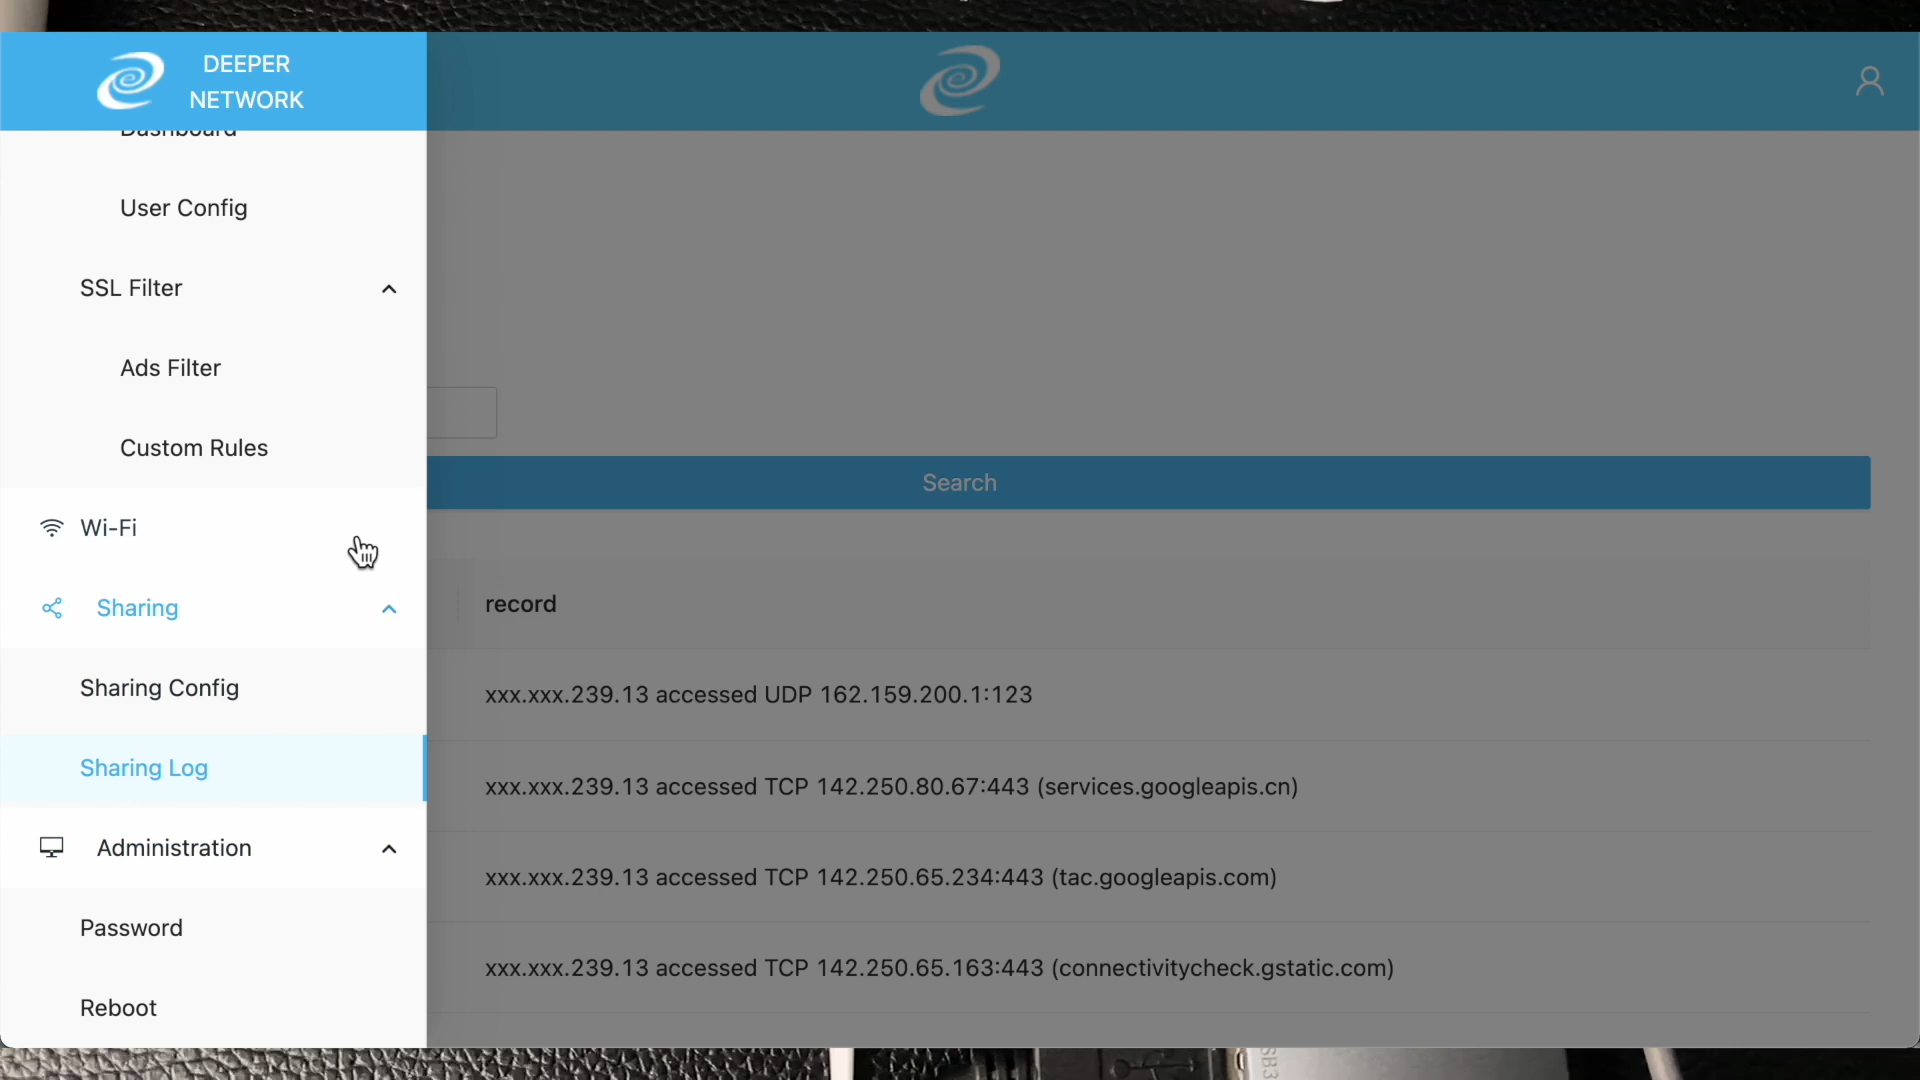 DEEPER
NETWORK
Dashboard
User Config
SSL Filter
Ads Filter
Custom Rules
Wi-Fi
Sharing
Sharing Config
Sharing Log
Administration
Password
Reboot
Search
record
xxx.xxx.239.13 accessed UDP 162.159.200.1:123
xxx.xxx.239.13 accessed TCP 142.250.80.67:443 (services.googleapis.cn)
xxx.xxx.239.13 accessed TCP 142.250.65.234:443 (tac.googleapis.com)
xxx.xxx.239.13 accessed TCP 142.250.65.163:443 (connectivitycheck.gstatic.com)
SB3